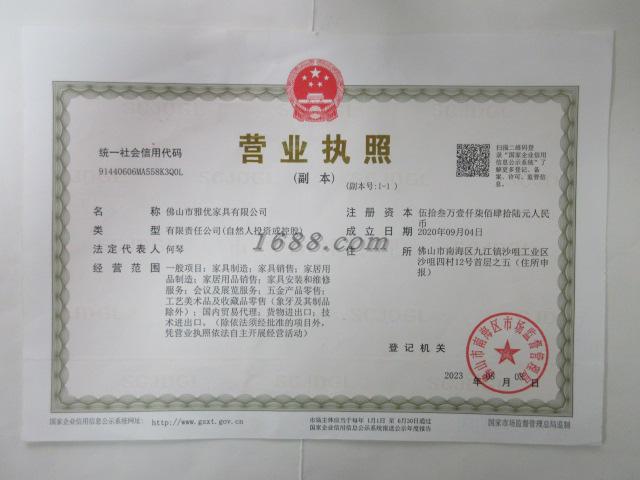 营业执照
(副本)
(副本号:1-1)
统一社会信用代码
91440606MA558K3Q0L
扫描二维码登
录“国家企业信用
信息公示系统”了
解更多登记、备
案、许可、监管信
息。
名称 佛山市雅优家具有限公司
类型 有限责任公司(自然人投资或控股)
法定代表人 何琴
经营范围 一般项目:家具制造;家具销售;家居用
品制造;家居用品销售;家具安装和维修
服务;会议及展览服务;五金产品零售;
工艺美术品及收藏品零售(象牙及其制品
除外);国内贸易代理;货物进出口;技
术进出口。(除依法须经批准的项目外,
凭营业执照依法自主开展经营活动)
注册资本 伍拾叁万壹仟柒佰肆拾陆元人民
币
成立日期 2020年09月04日
住所 佛山市南海区九江镇沙咀工业区
沙咀四村12号首层之五(住所申
报)
1688.com
登记机关
佛山市南海区市场监督管理局
2023年05月05日
国家企业信用信息公示系统网址: http://www.gsxt.gov.cn
市场主体应当于每年1月1日至6月30日通过
国家企业信用信息公示系统报送公示年度报告
国家市场监督管理总局监制